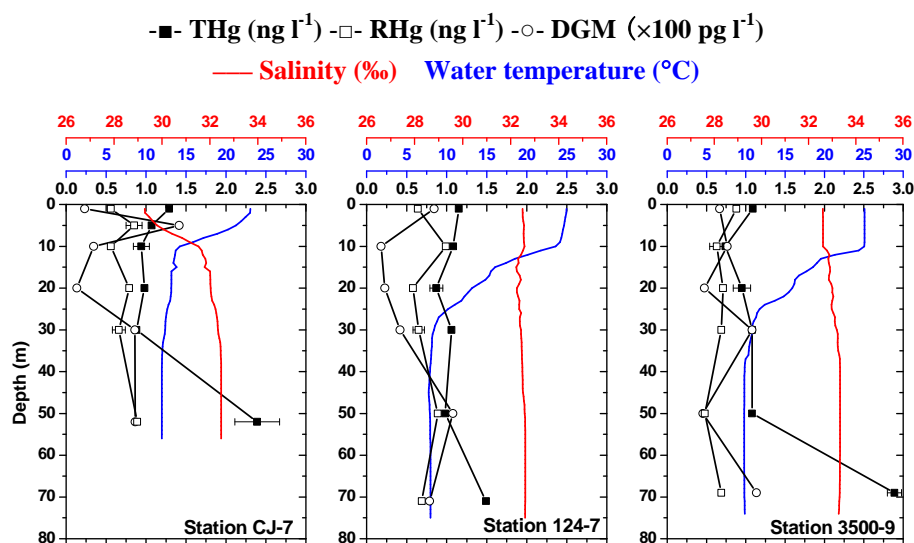 -■- THg (ng l⁻¹) -□- RHg (ng l⁻¹) -○- DGM (×100 pg l⁻¹)
— Salinity (‰) Water temperature (°C)
26 28 30 32 34 36 26 28 30 32 34 36 26 28 30 32 34 36
0 5 10 15 20 25 30 0 5 10 15 20 25 30 0 5 10 15 20 25 30
0.0 0.5 1.0 1.5 2.0 2.5 3.0 0.0 0.5 1.0 1.5 2.0 2.5 3.0 0.0 0.5 1.0 1.5 2.0 2.5 3.0
0 0 0
10 10 10
20 20 20
30 30 30
40 40 40
50 50 50
60 60 60
70 70 70
80 80 80
Depth (m)
Station CJ-7 Station 124-7 Station 3500-9